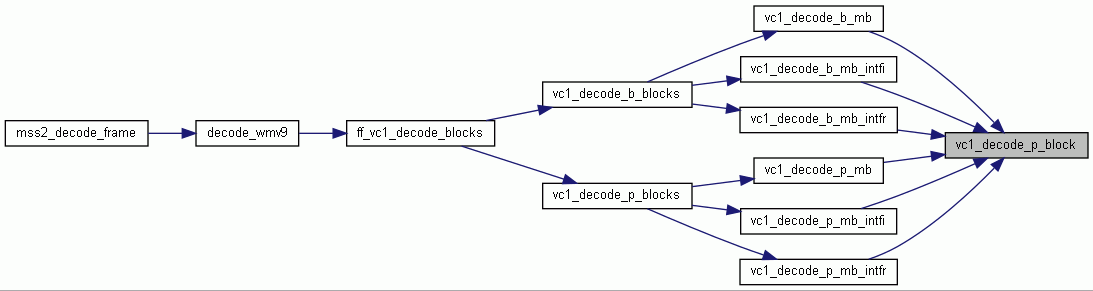 vc1_decode_b_mb
vc1_decode_b_mb_intfi
vc1_decode_b_blocks
vc1_decode_b_mb_intfr
mss2_decode_frame
decode_wmv9
ff_vc1_decode_blocks
vc1_decode_p_block
vc1_decode_p_mb
vc1_decode_p_blocks
vc1_decode_p_mb_intfi
vc1_decode_p_mb_intfr